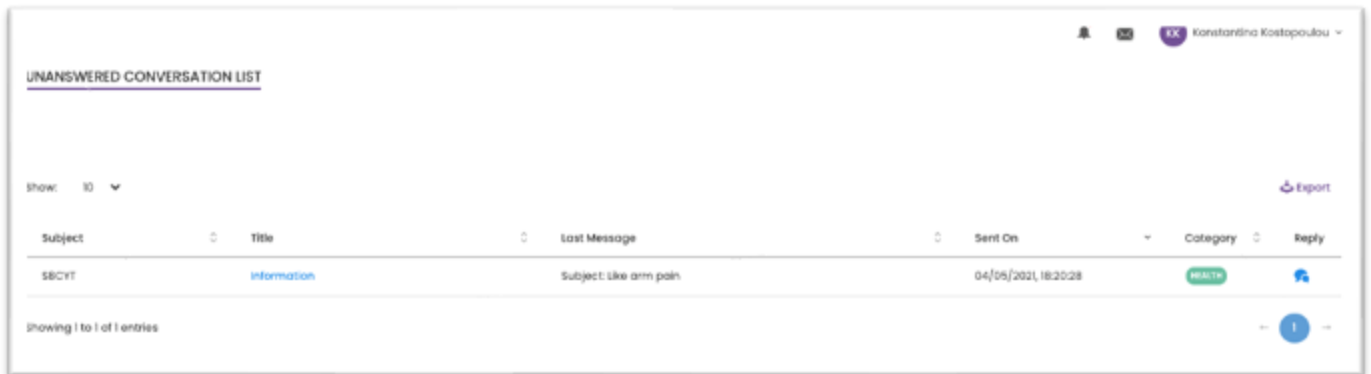 KK Konstantina Kostopoulou
UNANSWERED CONVERSATION LIST
Show: 10
Export
Subject Title Last Message Sent On Category Reply
SBCYT Information Subject: Like arm pain 04/05/2021, 18:20:28 HEALTH
Showing 1 to 1 of 1 entries
← 1 →